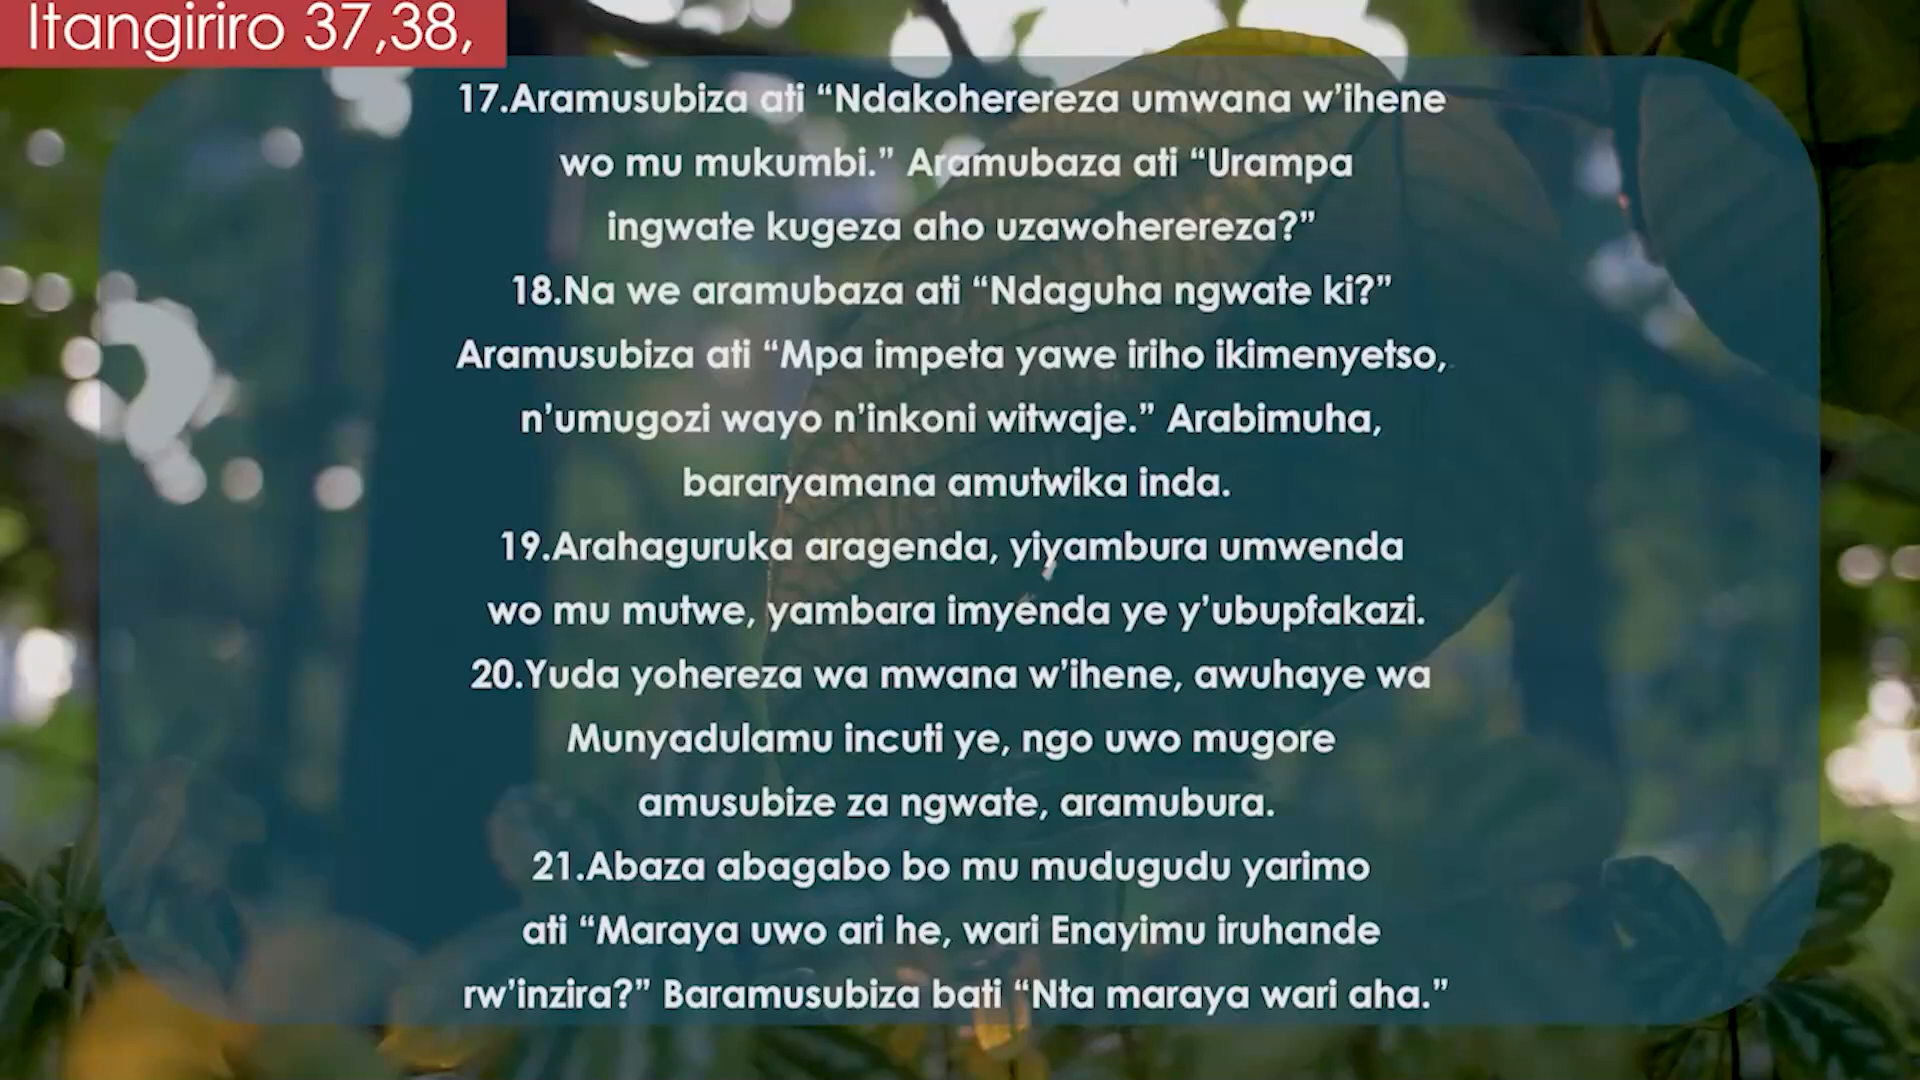 Itangiriro 37,38,
17.Aramusubiza ati “Ndakoherereza umwana w’ihene
wo mu mukumbi.” Aramubaza ati “Urampa
ingwate kugeza aho uzawoherereza?”
18.Na we aramubaza ati “Ndaguha ngwate ki?”
Aramusubiza ati “Mpa impeta yawe iriho ikimenyetso,
n’umugozi wayo n’inkoni witwaje.” Arabimuha,
bararyamana amutwika inda.
19.Arahaguruka aragenda, yiyambura umwenda
wo mu mutwe, yambara imyenda ye y’ubupfakazi.
20.Yuda yohereza wa mwana w’ihene, awuhaye wa
Munyadulamu incuti ye, ngo uwo mugore
amusubize za ngwate, aramubura.
21.Abaza abagabo bo mu mudugudu yarimo
ati “Maraya uwo ari he, wari Enayimu iruhande
rw’inzira?” Baramusubiza bati “Nta maraya wari aha.”